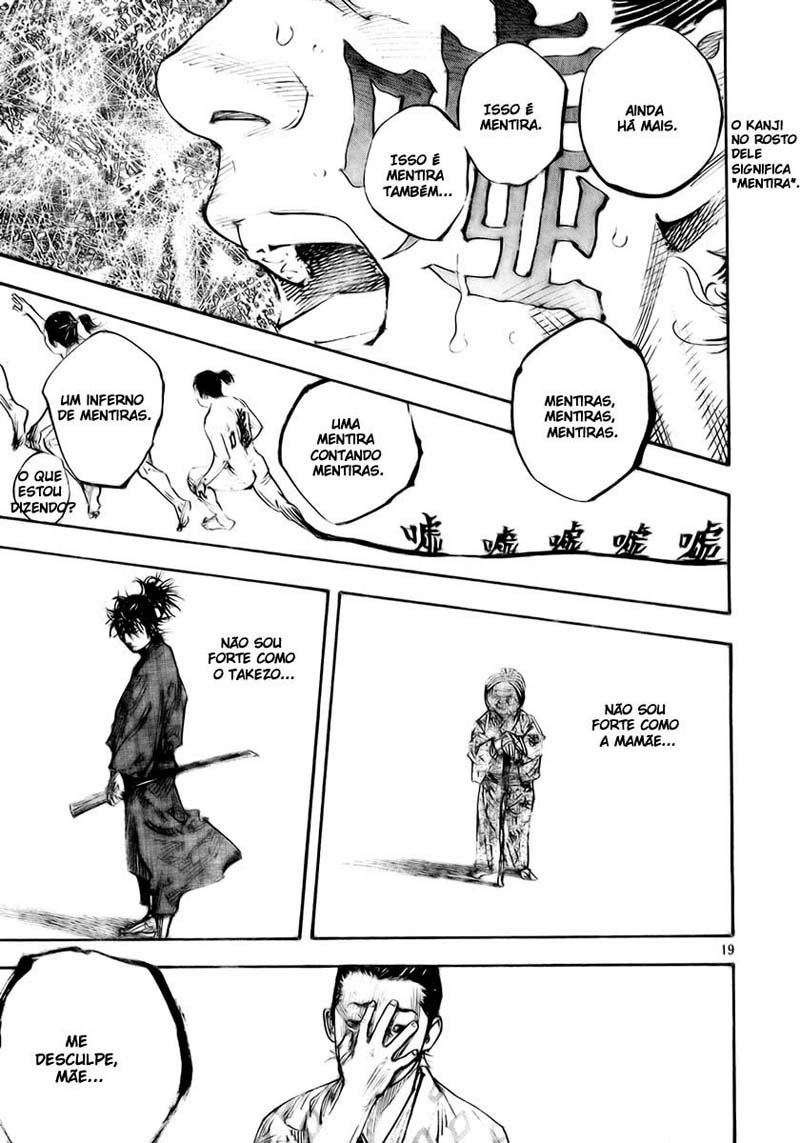 AINDA
HÁ MAIS.
O KANJI
NO ROSTO
DELE
SIGNIFICA
"MENTIRA".
ISSO É
MENTIRA.
ISSO É
MENTIRA
TAMBÉM...
嘘
MENTIRAS,
MENTIRAS,
MENTIRAS.
UMA
MENTIRA
CONTANDO
MENTIRAS.
UM INFERNO
DE MENTIRAS.
O QUE
ESTOU
DIZENDO?
嘘 嘘 嘘 嘘 嘘
NÃO SOU
FORTE COMO
A MAMÃE...
NÃO SOU
FORTE COMO
O TAKEZO...
19
ME
DESCULPE,
MÃE...